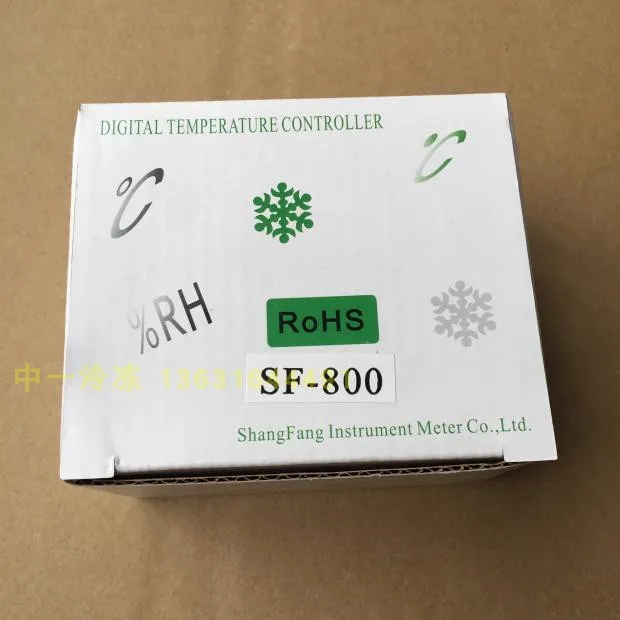 DIGITAL TEMPERATURE CONTROLLER
°C
°C
%RH
RoHS
SF-800
中一冷冻
ShangFang Instrument Meter Co.,Ltd.